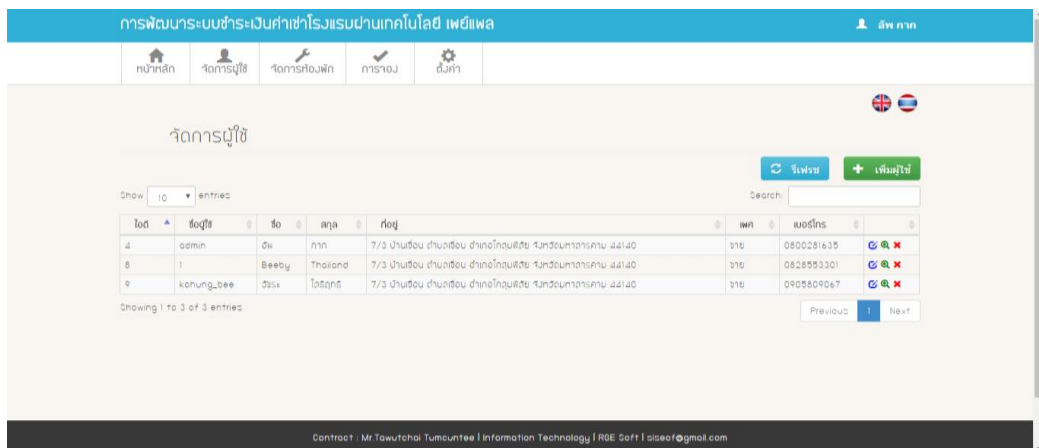 การพัฒนาระบบชำระเงินค่าเช่าโรงแรมผ่านเทคโนโลยี เพย์แพล
อัพ กาก
หน้าหลัก จัดการผู้ใช้ จัดการห้องพัก การจอง ตั้งค่า
จัดการผู้ใช้
รีเฟรช เพิ่มผู้ใช้
Show 10 entries Search:
ไอดี ชื่อผู้ใช้ ชื่อ สกุล ที่อยู่ เพศ เบอร์โทร
4 admin อัพ กาก 7/3 บ้านเขือน ตำบลเขือน อำเภอโกสุมพิสัย จังหวัดมหาสารคาม 44140 ชาย 0800281635
8 1 Beeby Thailand 7/3 บ้านเขือน ตำบลเขือน อำเภอโกสุมพิสัย จังหวัดมหาสารคาม 44140 ชาย 0828553301
9 kohung_bee 7/3 บ้านเขือน ตำบลเขือน อำเภอโกสุมพิสัย จังหวัดมหาสารคาม 44140 ชาย 0905809067
Showing 1 to 3 of 3 entries
Previous 1 Next
Contract : Mr.Tawutchai Tumcuntee | Information Technology | RGE Soft | siseof@gmail.com